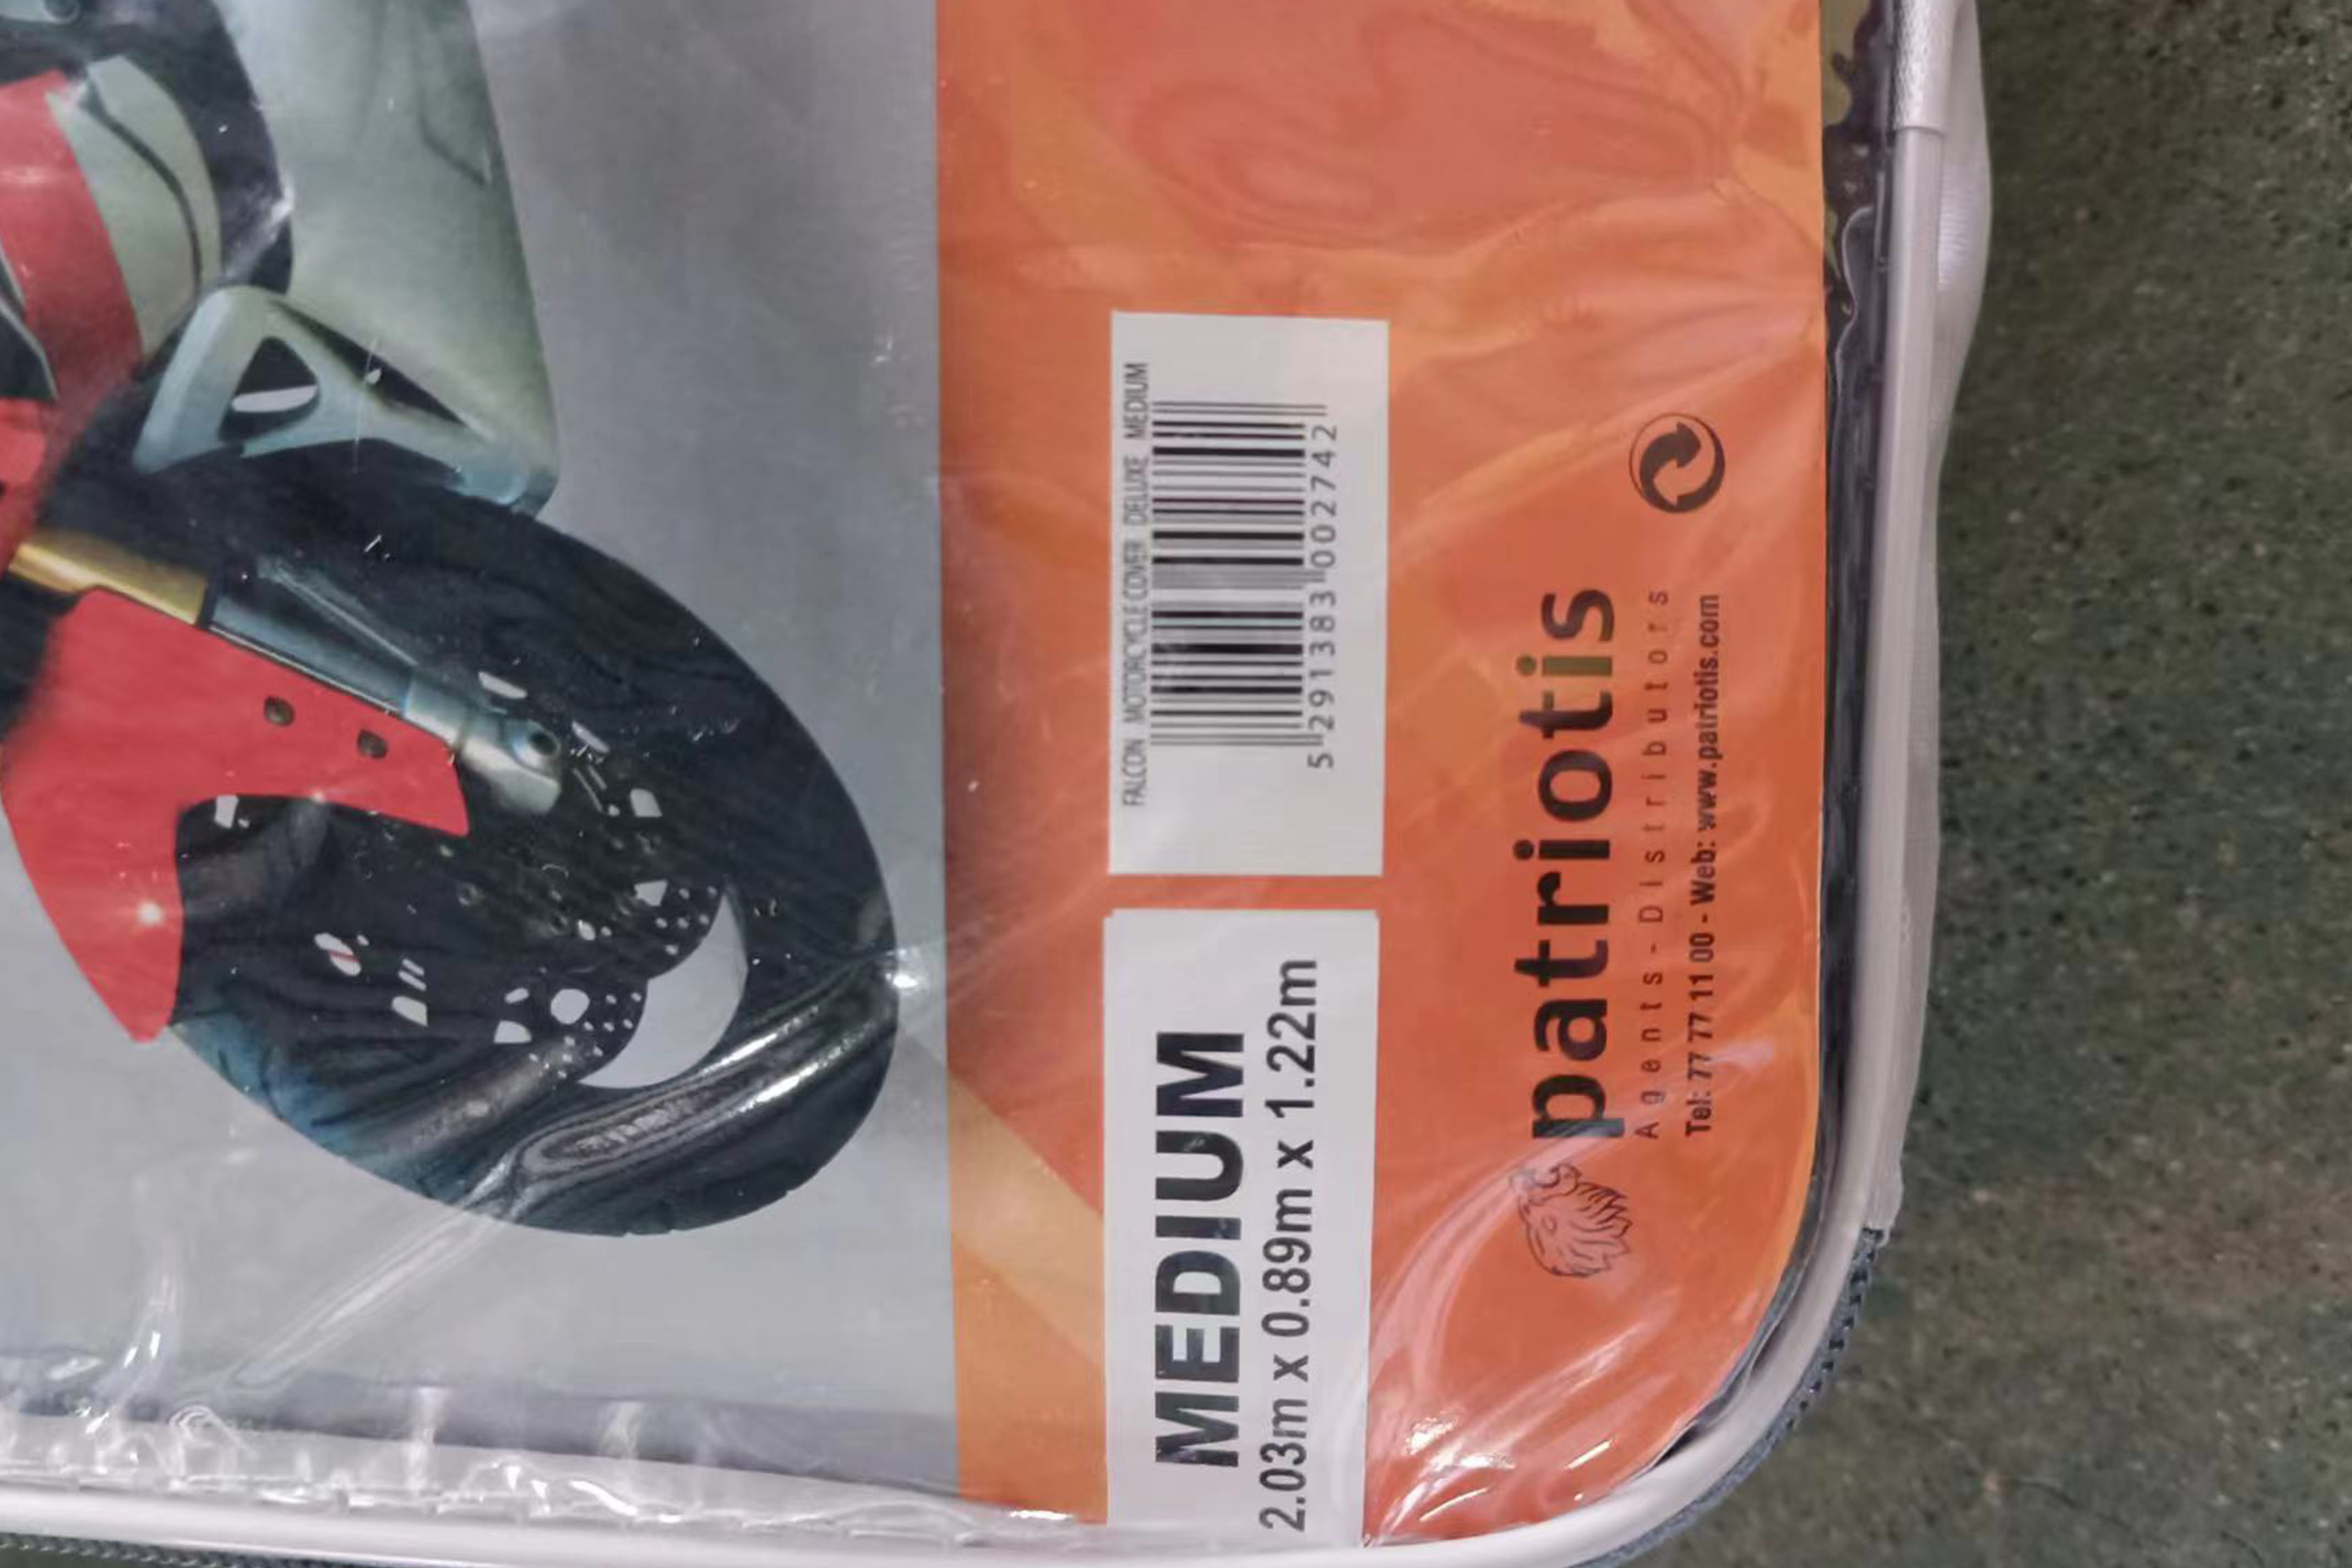 MEDIUM
2.03m x 0.89m x 1.22m
FALCON MOTORCYCLE COVER DELUXE MEDIUM
5 291383 002742
patriotis
Agents-Distributors
Tel: 77 77 11 00 - Web: www.patriotis.com